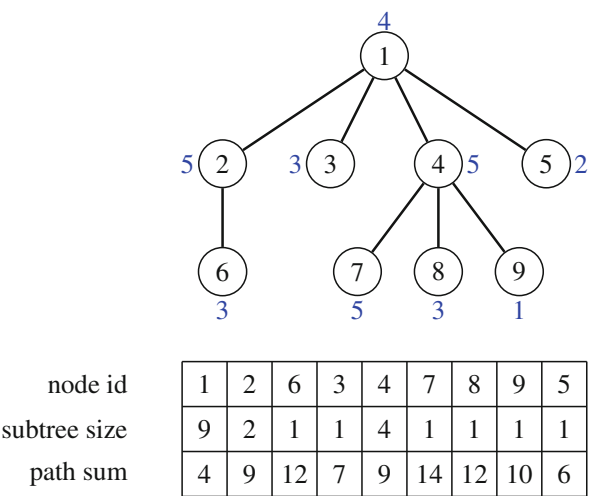 4
1
5 2 3 3 4 5 5 2
6 7 8 9
3 5 3 1
node id 1 2 6 3 4 7 8 9 5
subtree size 9 2 1 1 4 1 1 1 1
path sum 4 9 12 7 9 14 12 10 6